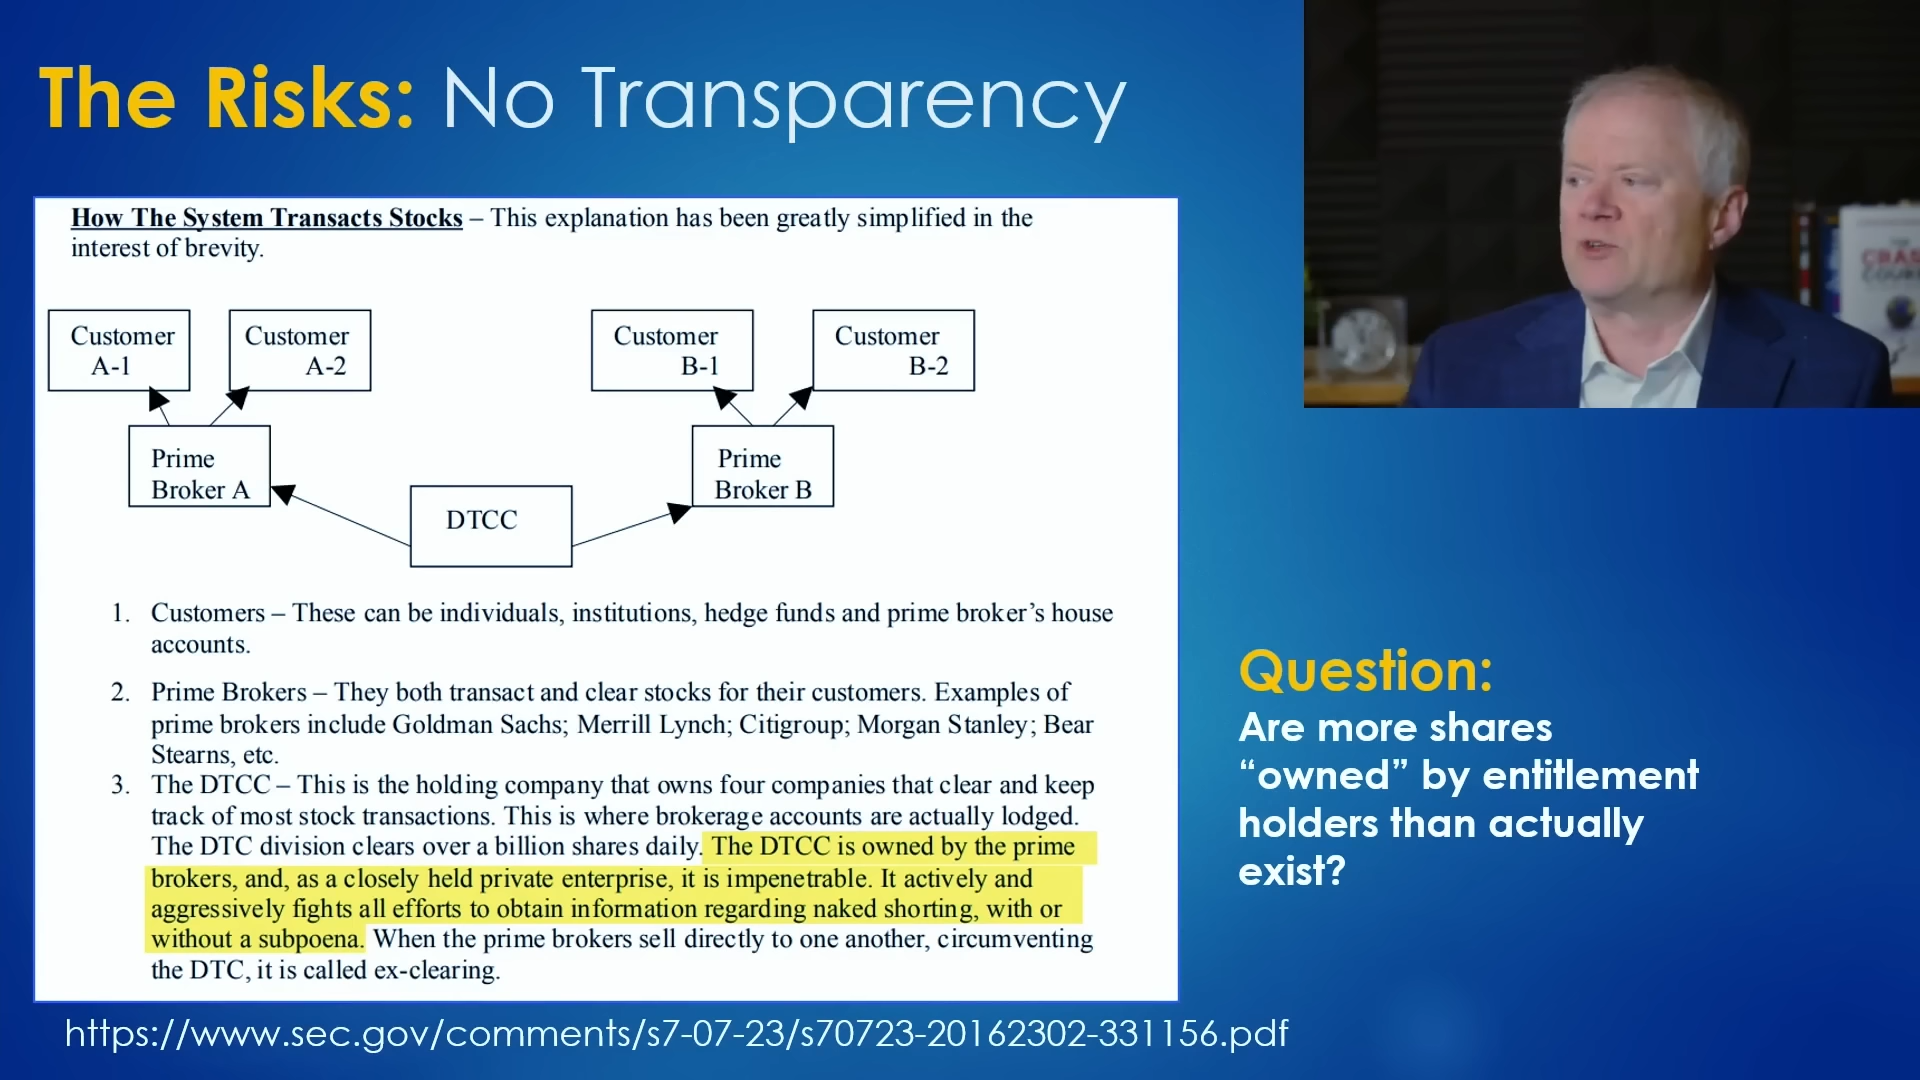 The Risks: No Transparency
How The System Transacts Stocks – This explanation has been greatly simplified in the
interest of brevity.
Customer
A-1
Customer
A-2
Customer
B-1
Customer
B-2
Prime
Broker A
Prime
Broker B
DTCC
1. Customers – These can be individuals, institutions, hedge funds and prime broker’s house
accounts.
2. Prime Brokers – They both transact and clear stocks for their customers. Examples of
prime brokers include Goldman Sachs; Merrill Lynch; Citigroup; Morgan Stanley; Bear
Stearns, etc.
3. The DTCC – This is the holding company that owns four companies that clear and keep
track of most stock transactions. This is where brokerage accounts are actually lodged.
The DTC division clears over a billion shares daily. The DTCC is owned by the prime
brokers, and, as a closely held private enterprise, it is impenetrable. It actively and
aggressively fights all efforts to obtain information regarding naked shorting, with or
without a subpoena. When the prime brokers sell directly to one another, circumventing
the DTC, it is called ex-clearing.
Question:
Are more shares
“owned” by entitlement
holders than actually
exist?
https://www.sec.gov/comments/s7-07-23/s70723-20162302-331156.pdf